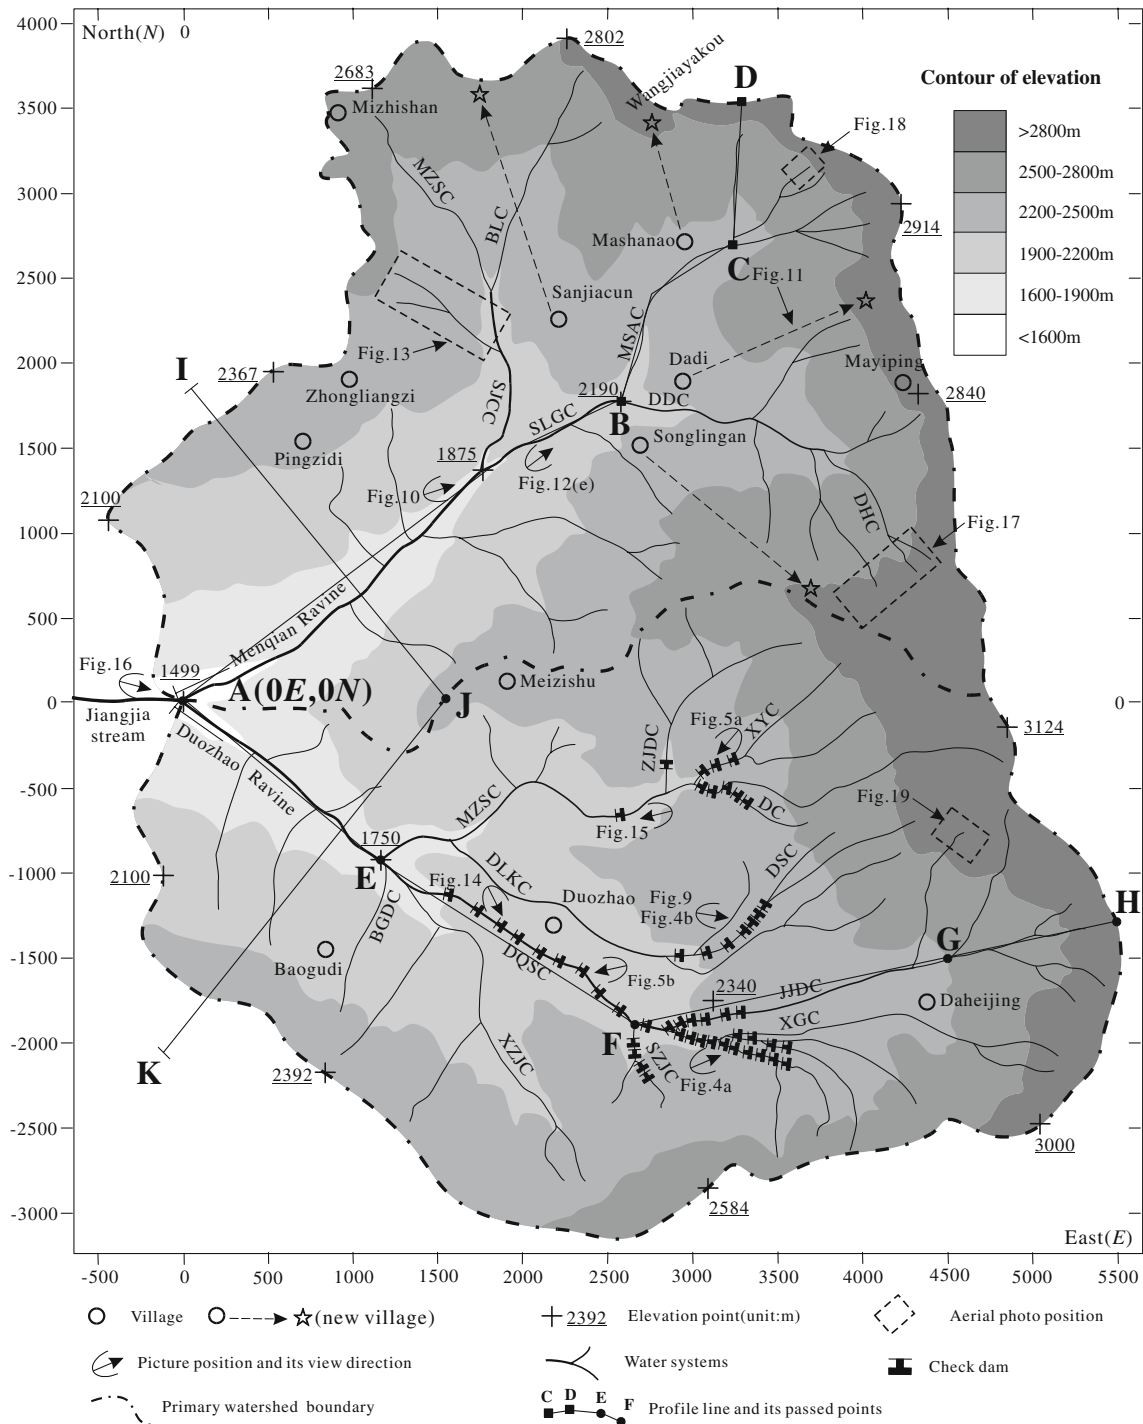 4000
3500
3000
2500
2000
1500
1000
500
0
-500
-1000
-1500
-2000
-2500
-3000
North(N) 0
2802
2683
Mizhishan
Wangjiayakou
D
Fig.18
Contour of elevation
>2800m
2500-2800m
2200-2500m
1900-2200m
1600-1900m
<1600m
MZSC
BLC
Mashanao
2914
C
Fig.11
Sanjiacun
MSAC
Fig.13
Dadi
Mayiping
I
2367
Zhongliangzi
SJCC
2190
DDC
2840
SLGC
B
Songlingan
Pingzidi
1875
Fig.12(e)
Fig.10
2100
DHC
Fig.17
Menqian Ravine
Fig.16
1499
A(0E,0N)
Meizishu
J
0
Jiangjia
stream
Duozhao Ravine
ZJDC
Fig.5a
XYC
3124
MZSC
DC
Fig.19
Fig.15
1750
E
DLKC
DSC
Fig.14
2100
Duozhao
Fig.9
Fig.4b
H
BGDC
G
Baogudi
DQSC
Fig.5b
2340
JJDC
Daheijing
XGC
F
K
XZJC
SZJC
Fig.4a
2392
3000
2584
East(E)
-500 0 500 1000 1500 2000 2500 3000 3500 4000 4500 5000 5500
Village
(new village)
2392
Elevation point(unit:m)
Aerial photo position
Picture position and its view direction
Water systems
Check dam
Primary watershed boundary
C D E F
Profile line and its passed points